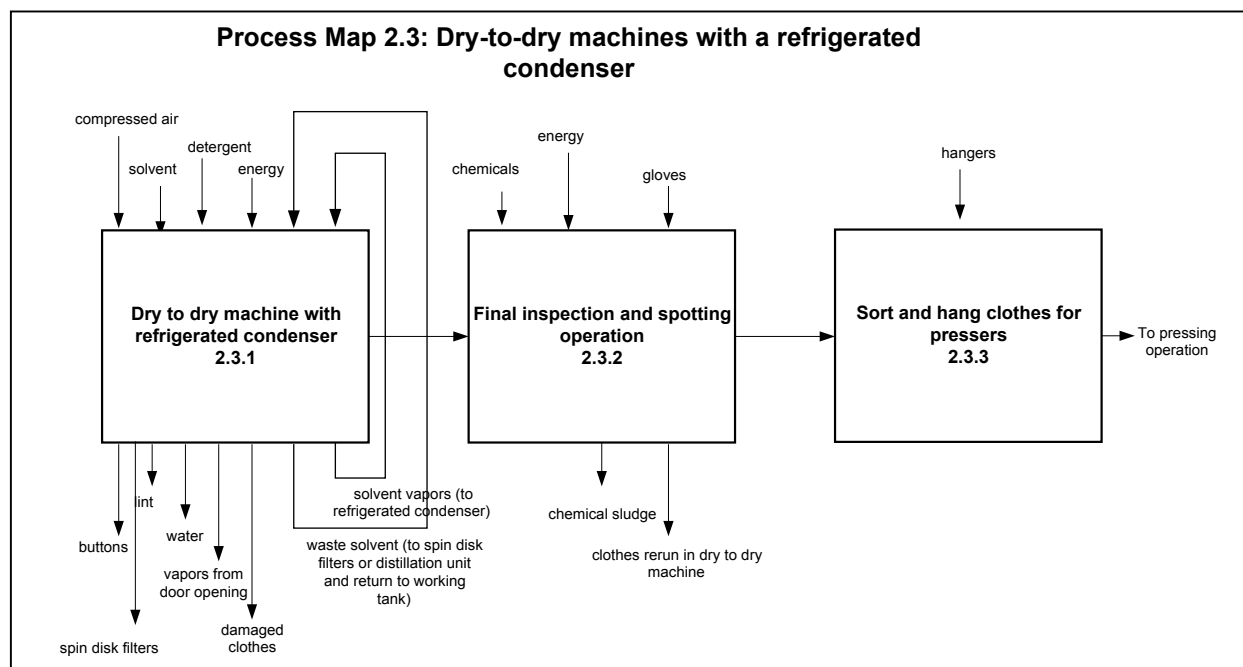 Process Map 2.3: Dry-to-dry machines with a refrigerated
condenser
compressed air
solvent
detergent
energy
chemicals
energy
gloves
hangers
Dry to dry machine with
refrigerated condenser
2.3.1
Final inspection and spotting
operation
2.3.2
Sort and hang clothes for
pressers
2.3.3
To pressing
operation
buttons
spin disk filters
lint
water
vapors from
door opening
damaged
clothes
solvent vapors (to
refrigerated condenser)
waste solvent (to spin disk
filters or distillation unit
and return to working
tank)
chemical sludge
clothes rerun in dry to dry
machine